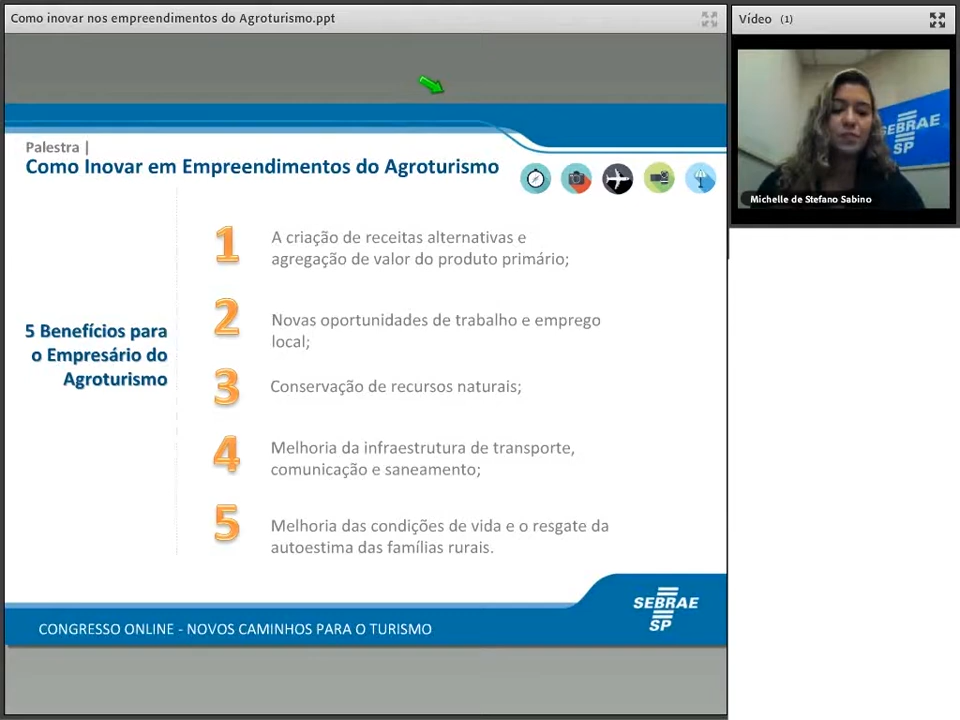 Como inovar nos empreendimentos do Agroturismo.ppt
Vídeo (1)
SEBRAE
SP
Michelle de Stefano Sabino
Palestra |
Como Inovar em Empreendimentos do Agroturismo
5 Benefícios para
o Empresário do
Agroturismo
1
A criação de receitas alternativas e
agregação de valor do produto primário;
2
Novas oportunidades de trabalho e emprego
local;
3
Conservação de recursos naturais;
4
Melhoria da infraestrutura de transporte,
comunicação e saneamento;
5
Melhoria das condições de vida e o resgate da
autoestima das famílias rurais.
SEBRAE
SP
CONGRESSO ONLINE - NOVOS CAMINHOS PARA O TURISMO